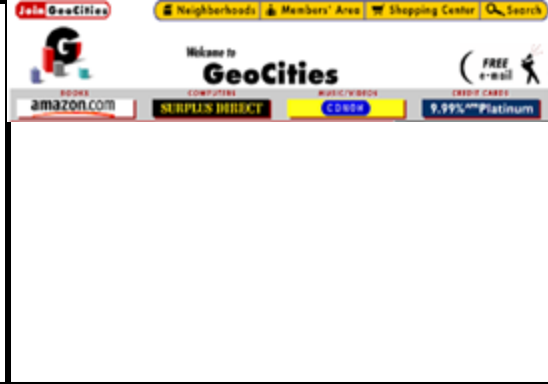 Join GeoCities
Neighborhoods Members' Area Shopping Center Search
G
Welcome to
GeoCities
FREE
e-mail
BOOKS COMPUTERS MUSIC/VIDEOS CREDIT CARDS
amazon.com SURPLUS DIRECT CDNOW 9.99% APR Platinum